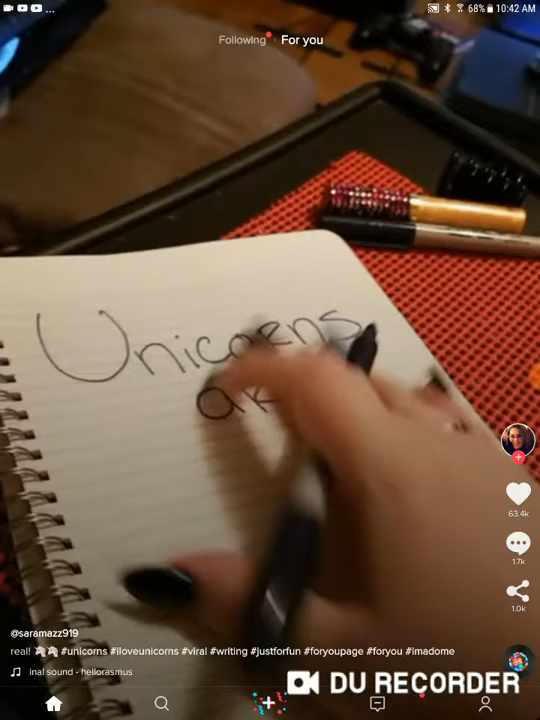 68% 10:42 AM
Following For you
Unicorns
ar
63.4k
1.7k
1.0k
@saramazz919
real! 🦄🦄 #unicorns #iloveunicorns #viral #writing #justforfun #foryoupage #foryou #imadome
inal sound - heliorasmus
DU RECORDER